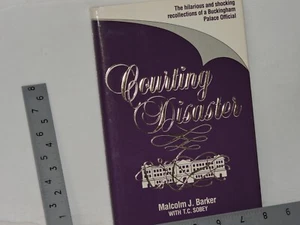 The hilarious and shocking
recollections of a Buckingham
Palace Official
Courting
Disaster
Malcolm J. Barker
WITH T.C. SOBEY